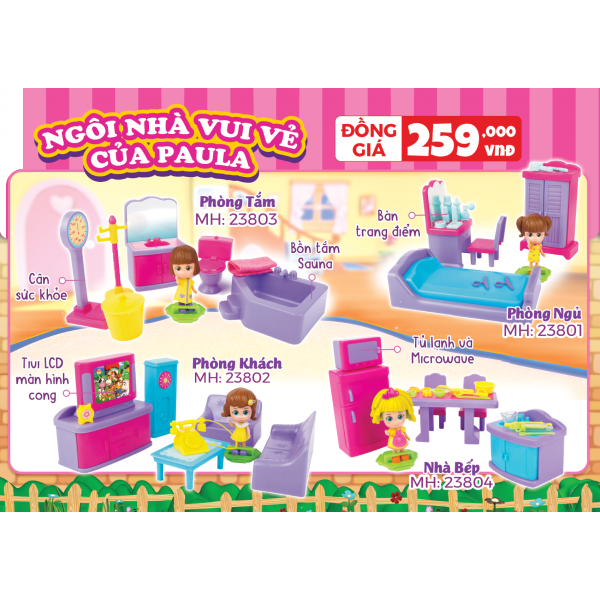 NGÔI NHÀ VUI VẺ
CỦA PAULA
ĐỒNG
GIÁ
259.000
VNĐ
Phòng Tắm
MH: 23803
Cân
sức khỏe
Bồn tắm
Sauna
Bàn
trang điểm
Phòng Ngủ
MH: 23801
Tivi LCD
màn hình
cong
Phòng Khách
MH: 23802
Tủ lạnh và
Microwave
Nhà Bếp
MH: 23804